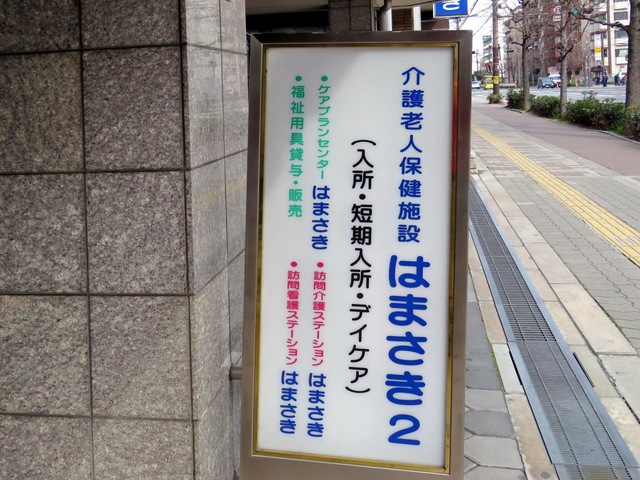 介護老人保健施設 はまさき2
(入所・短期入所・デイケア)
• ケアプランセンター はまさき
• 訪問介護ステーション はまさき
• 福祉用具貸与・販売
• 訪問看護ステーション はまさき
き